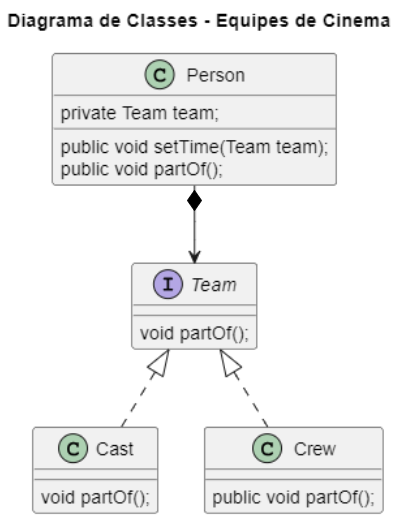 Diagrama de Classes - Equipes de Cinema
C Person
private Team team;
public void setTime(Team team);
public void partOf();
I Team
void partOf();
C Cast
void partOf();
C Crew
public void partOf();